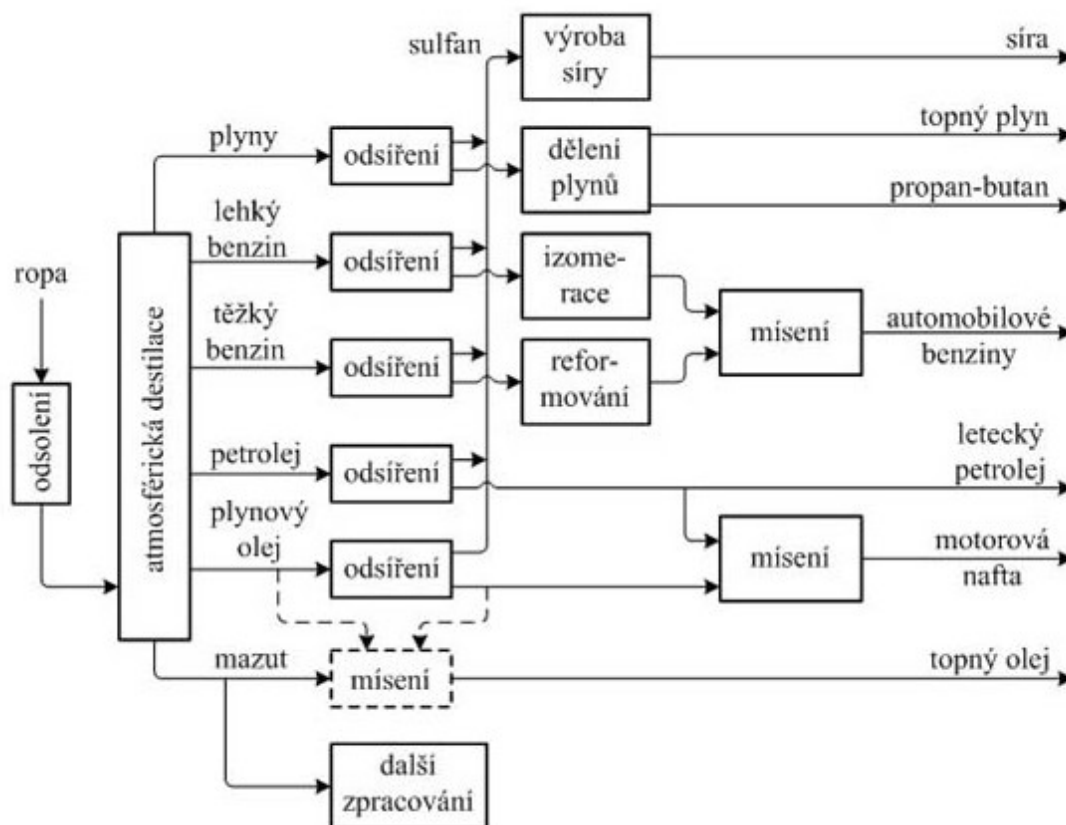 sulfan
výroba
síry
síra
plyny
odsíření
dělení
plynů
topný plyn
propan-butan
lehký
benzin
odsíření
izome-
race
ropa
těžký
benzin
odsíření
refor-
mování
mísení
automobilové
benziny
odsolení
atmosférická destilace
petrolej
odsíření
letecký
petrolej
plynový
olej
odsíření
mísení
motorová
nafta
mazut
mísení
topný olej
další
zpracování